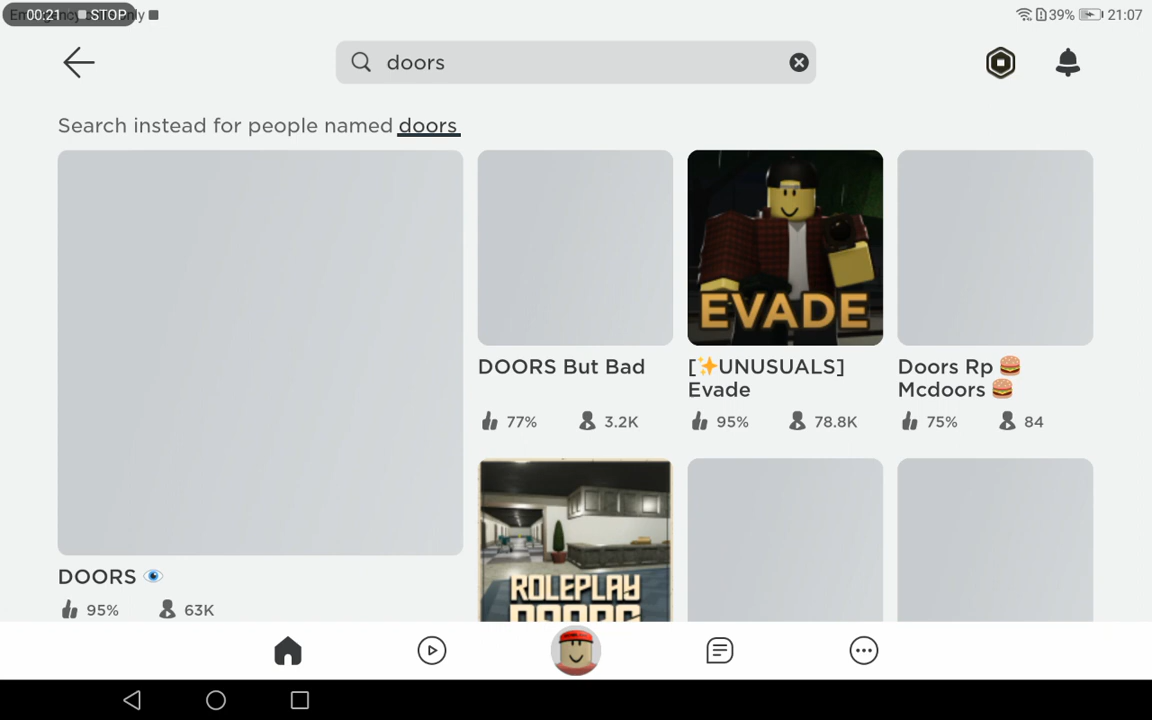 00:21 STOP
39% 21:07
doors
Search instead for people named doors
EVADE
DOORS But Bad
77% 3.2K
[✨UNUSUALS] Evade
95% 78.8K
Doors Rp 🍔
Mcdoors 🍔
75% 84
DOORS 👁️
95% 63K
ROLEPLAY
DOORS